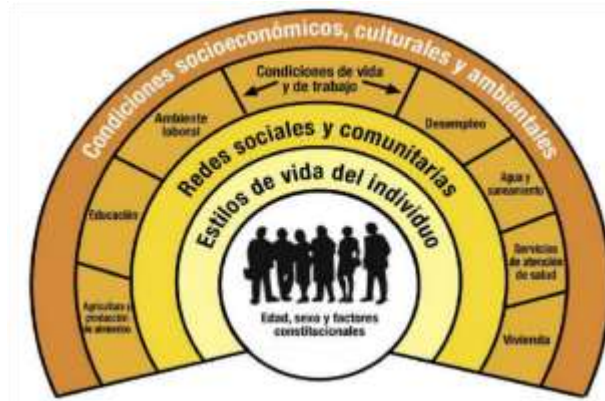 Condiciones socioeconómicos, culturales y ambientales
Condiciones de vida
y de trabajo
Ambiente
laboral
Desempleo
Educación
Agua y
saneamiento
Agricultura y
producción
de alimentos
Servicios
de atención
de salud
Vivienda
Redes sociales y comunitarias
Estilos de vida del individuo
Edad, sexo y factores
constitucionales